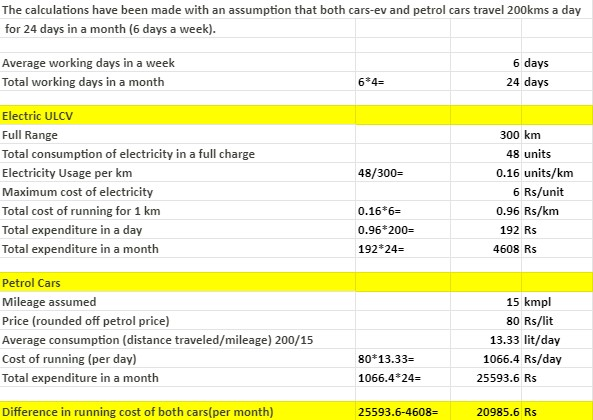 The calculations have been made with an assumption that both cars-ev and petrol cars travel 200kms a day
for 24 days in a month (6 days a week).
Average working days in a week 6 days
Total working days in a month 6*4= 24 days
Electric ULCV
Full Range 300 km
Total consumption of electricity in a full charge 48 units
Electricity Usage per km 48/300= 0.16 units/km
Maximum cost of electricity 6 Rs/unit
Total cost of running for 1 km 0.16*6= 0.96 Rs/km
Total expenditure in a day 0.96*200= 192 Rs
Total expenditure in a month 192*24= 4608 Rs
Petrol Cars
Mileage assumed 15 kmpl
Price (rounded off petrol price) 80 Rs/lit
Average consumption (distance traveled/mileage) 200/15 13.33 lit/day
Cost of running (per day) 80*13.33= 1066.4 Rs/day
Total expenditure in a month 1066.4*24= 25593.6 Rs
Difference in running cost of both cars(per month) 25593.6-4608= 20985.6 Rs